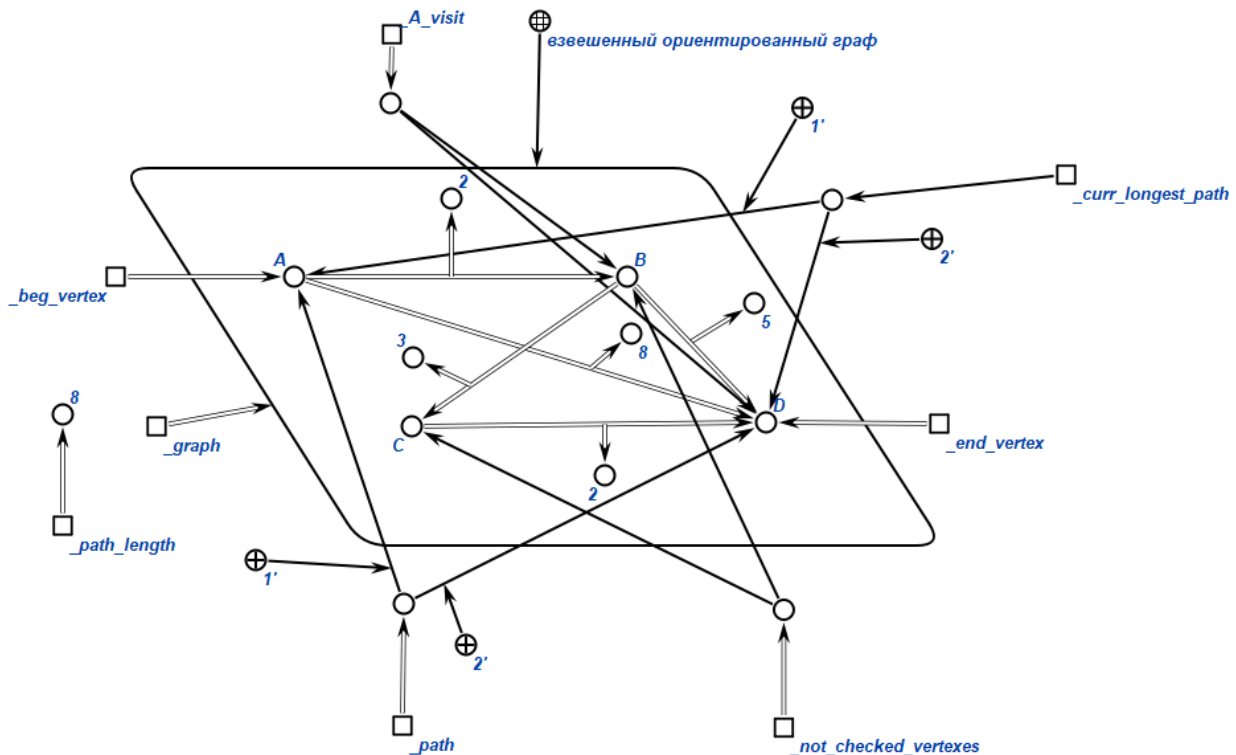 _A_visit
взвешенный ориентированный граф
1'
2
_curr_longest_path
2'
A
B
_beg_vertex
5
3
8
8
D
C
_graph
_end_vertex
2
_path_length
1'
2'
_path
_not_checked_vertexes